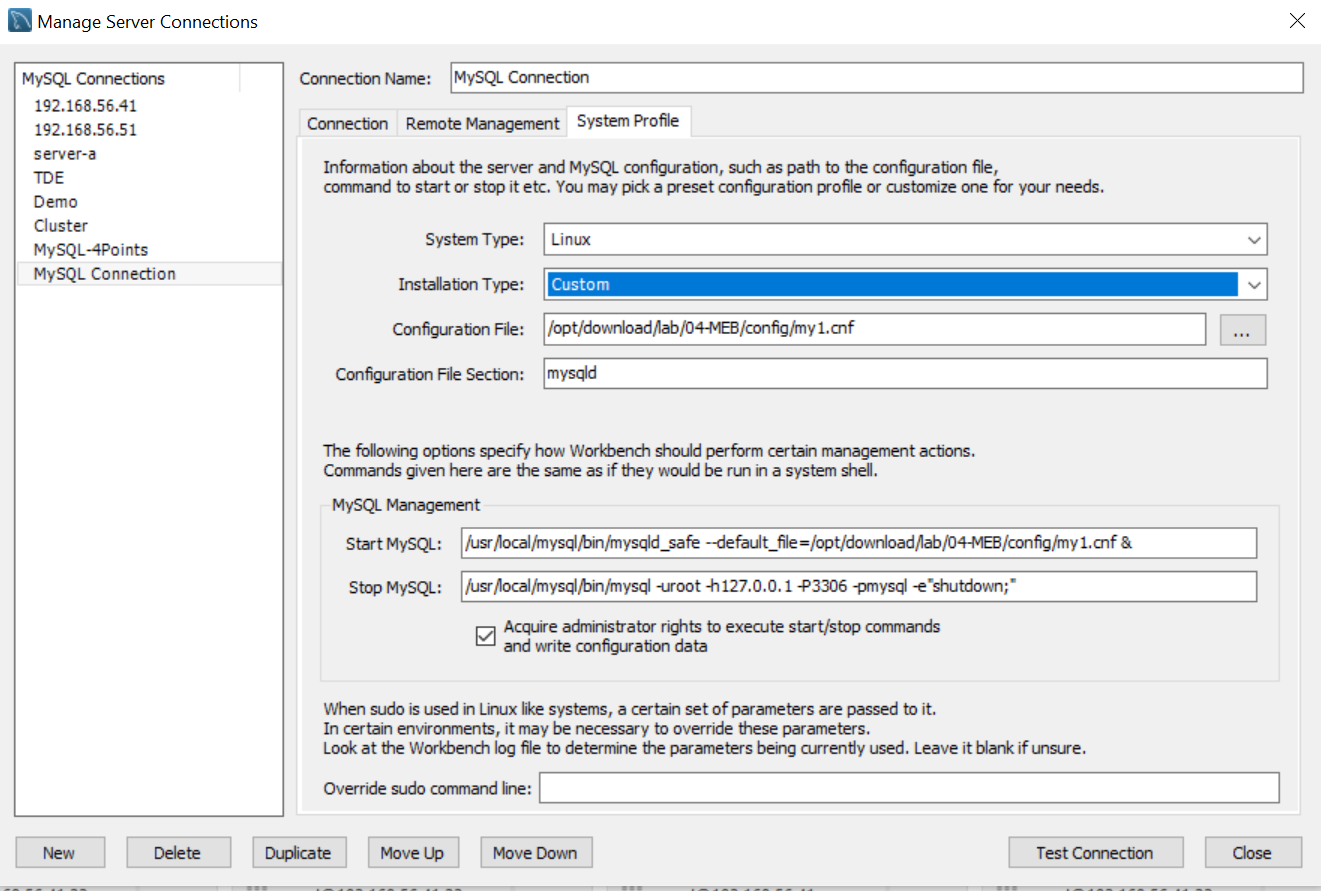 Manage Server Connections
MySQL Connections
192.168.56.41
192.168.56.51
server-a
TDE
Demo
Cluster
MySQL-4Points
MySQL Connection
Connection Name: MySQL Connection
Connection Remote Management System Profile
Information about the server and MySQL configuration, such as path to the configuration file,
command to start or stop it etc. You may pick a preset configuration profile or customize one for your needs.
System Type: Linux
Installation Type: Custom
Configuration File: /opt/download/lab/04-MEB/config/my1.cnf ...
Configuration File Section: mysqld
The following options specify how Workbench should perform certain management actions.
Commands given here are the same as if they would be run in a system shell.
MySQL Management
Start MySQL: /usr/local/mysql/bin/mysqld_safe --default_file=/opt/download/lab/04-MEB/config/my1.cnf &
Stop MySQL: /usr/local/mysql/bin/mysql -uroot -h127.0.0.1 -P3306 -pmysql -e"shutdown;"
Acquire administrator rights to execute start/stop commands
and write configuration data
When sudo is used in Linux like systems, a certain set of parameters are passed to it.
In certain environments, it may be necessary to override these parameters.
Look at the Workbench log file to determine the parameters being currently used. Leave it blank if unsure.
Override sudo command line:
New Delete Duplicate Move Up Move Down Test Connection Close